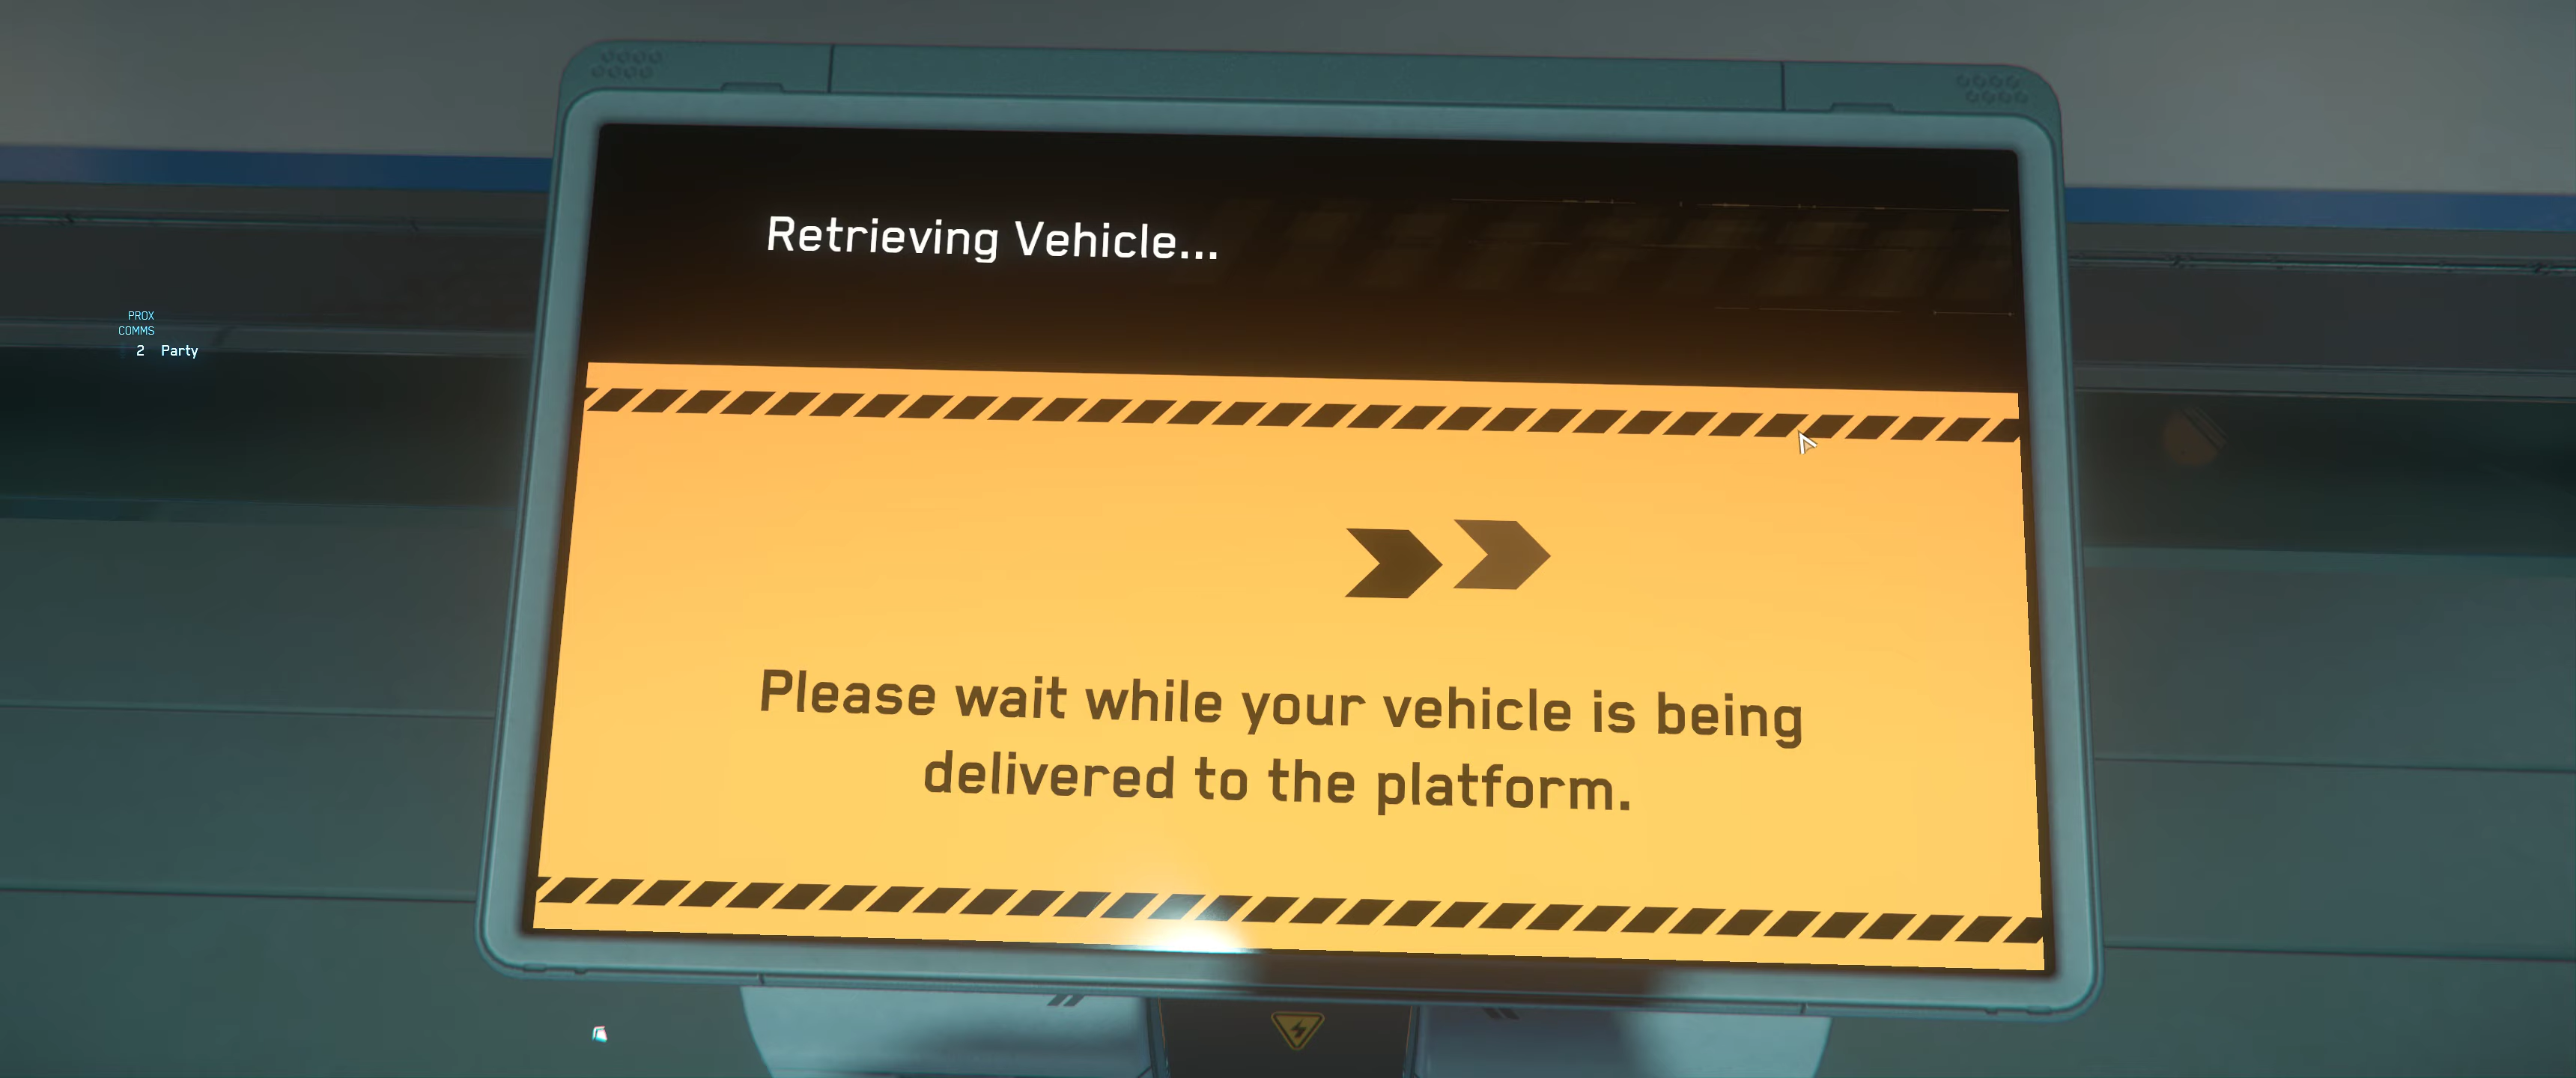 Retrieving Vehicle...
PROX
COMMS
2 Party
Please wait while your vehicle is being
delivered to the platform.